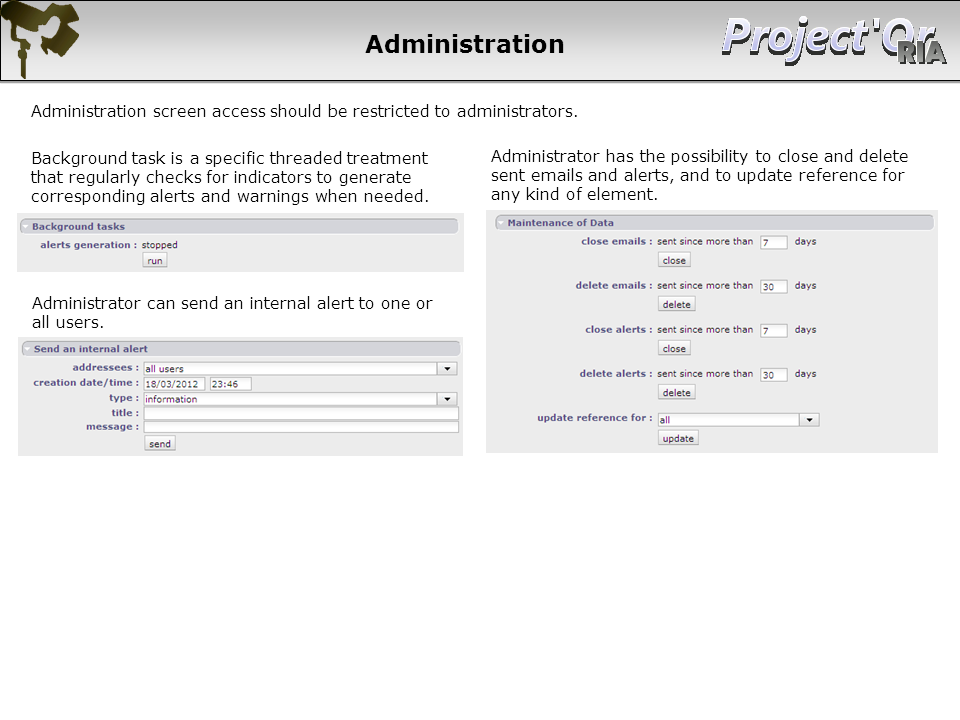 Administration
Project'Or
RIA
Administration screen access should be restricted to administrators.
Background task is a specific threaded treatment
that regularly checks for indicators to generate
corresponding alerts and warnings when needed.
Background tasks
alerts generation : stopped
run
Administrator can send an internal alert to one or
all users.
Send an internal alert
addressees : all users
creation date/time : 18/03/2012 23:46
type : information
title :
message :
send
Administrator has the possibility to close and delete
sent emails and alerts, and to update reference for
any kind of element.
Maintenance of Data
close emails : sent since more than 7 days
close
delete emails : sent since more than 30 days
delete
close alerts : sent since more than 7 days
close
delete alerts : sent since more than 30 days
delete
update reference for : all
update